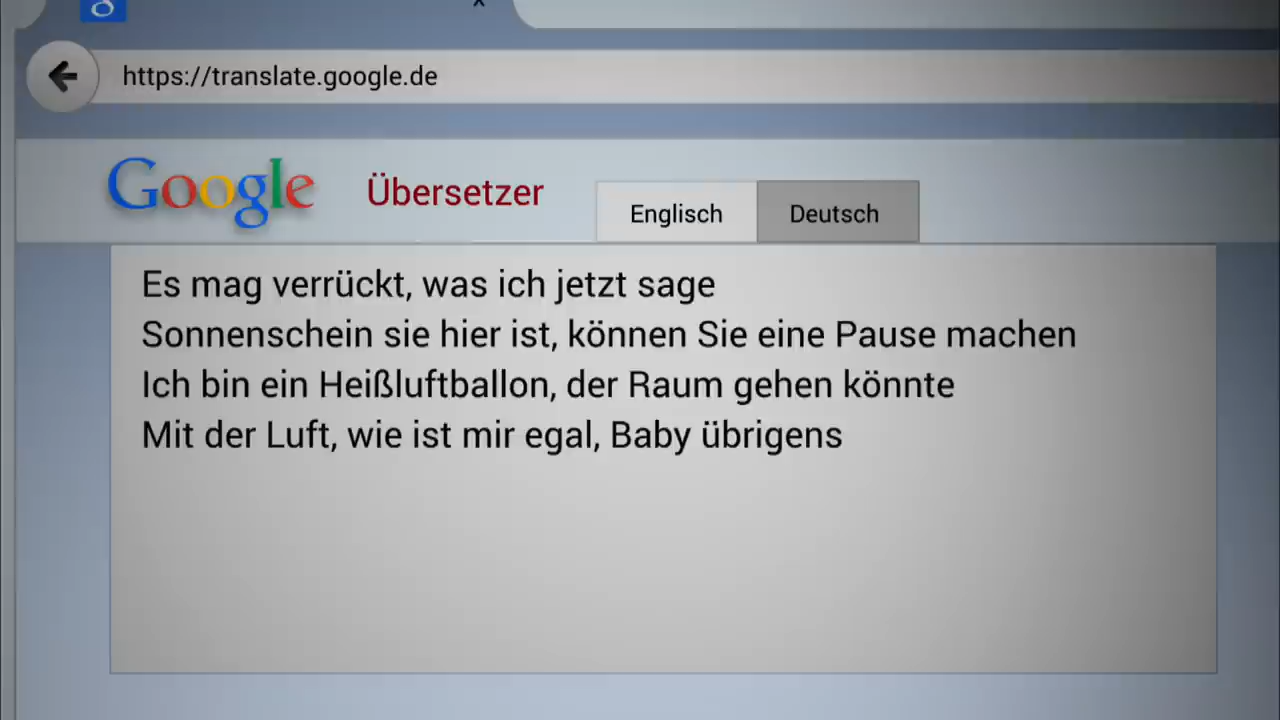 x
https://translate.google.de
Google Übersetzer Englisch Deutsch
Es mag verrückt, was ich jetzt sage
Sonnenschein sie hier ist, können Sie eine Pause machen
Ich bin ein Heißluftballon, der Raum gehen könnte
Mit der Luft, wie ist mir egal, Baby übrigens